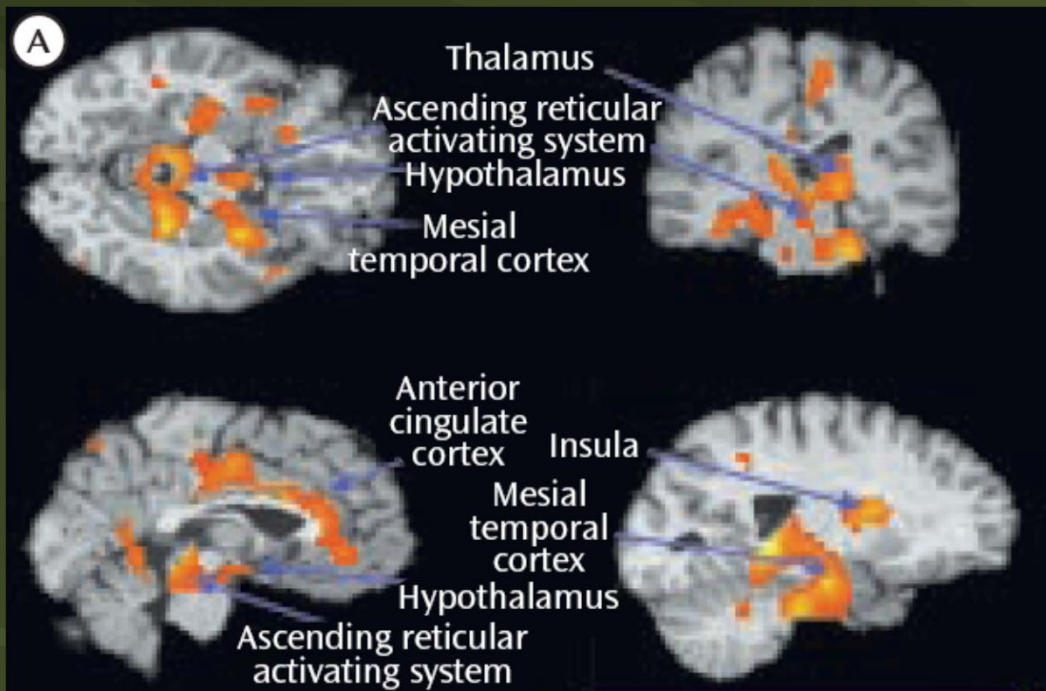 A
Thalamus
Ascending reticular
activating system
Hypothalamus
Mesial
temporal cortex
Anterior
cingulate
cortex
Insula
Mesial
temporal
cortex
Hypothalamus
Ascending reticular
activating system